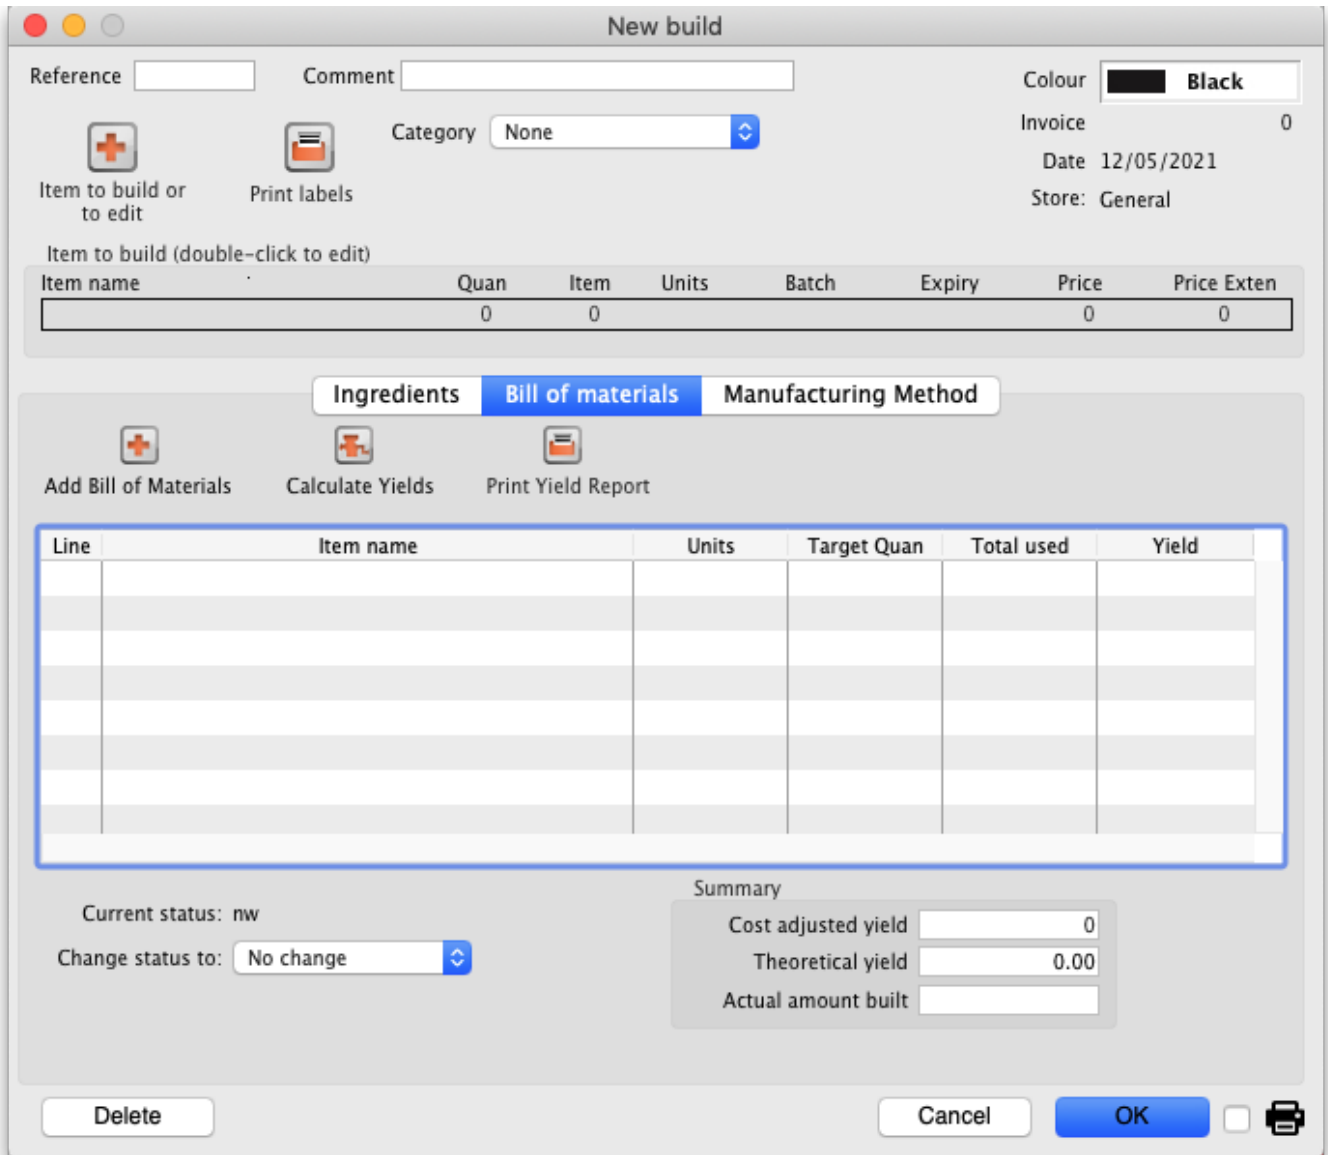 New build
Reference Comment Colour Black
Category None Invoice 0
Date 12/05/2021
Item to build or to edit Print labels Store: General
Item to build (double-click to edit)
Item name Quan Item Units Batch Expiry Price Price Exten
0 0 0 0
Ingredients Bill of materials Manufacturing Method
Add Bill of Materials Calculate Yields Print Yield Report
Line Item name Units Target Quan Total used Yield
Summary
Current status: nw Cost adjusted yield 0
Change status to: No change Theoretical yield 0.00
Actual amount built
Delete Cancel OK